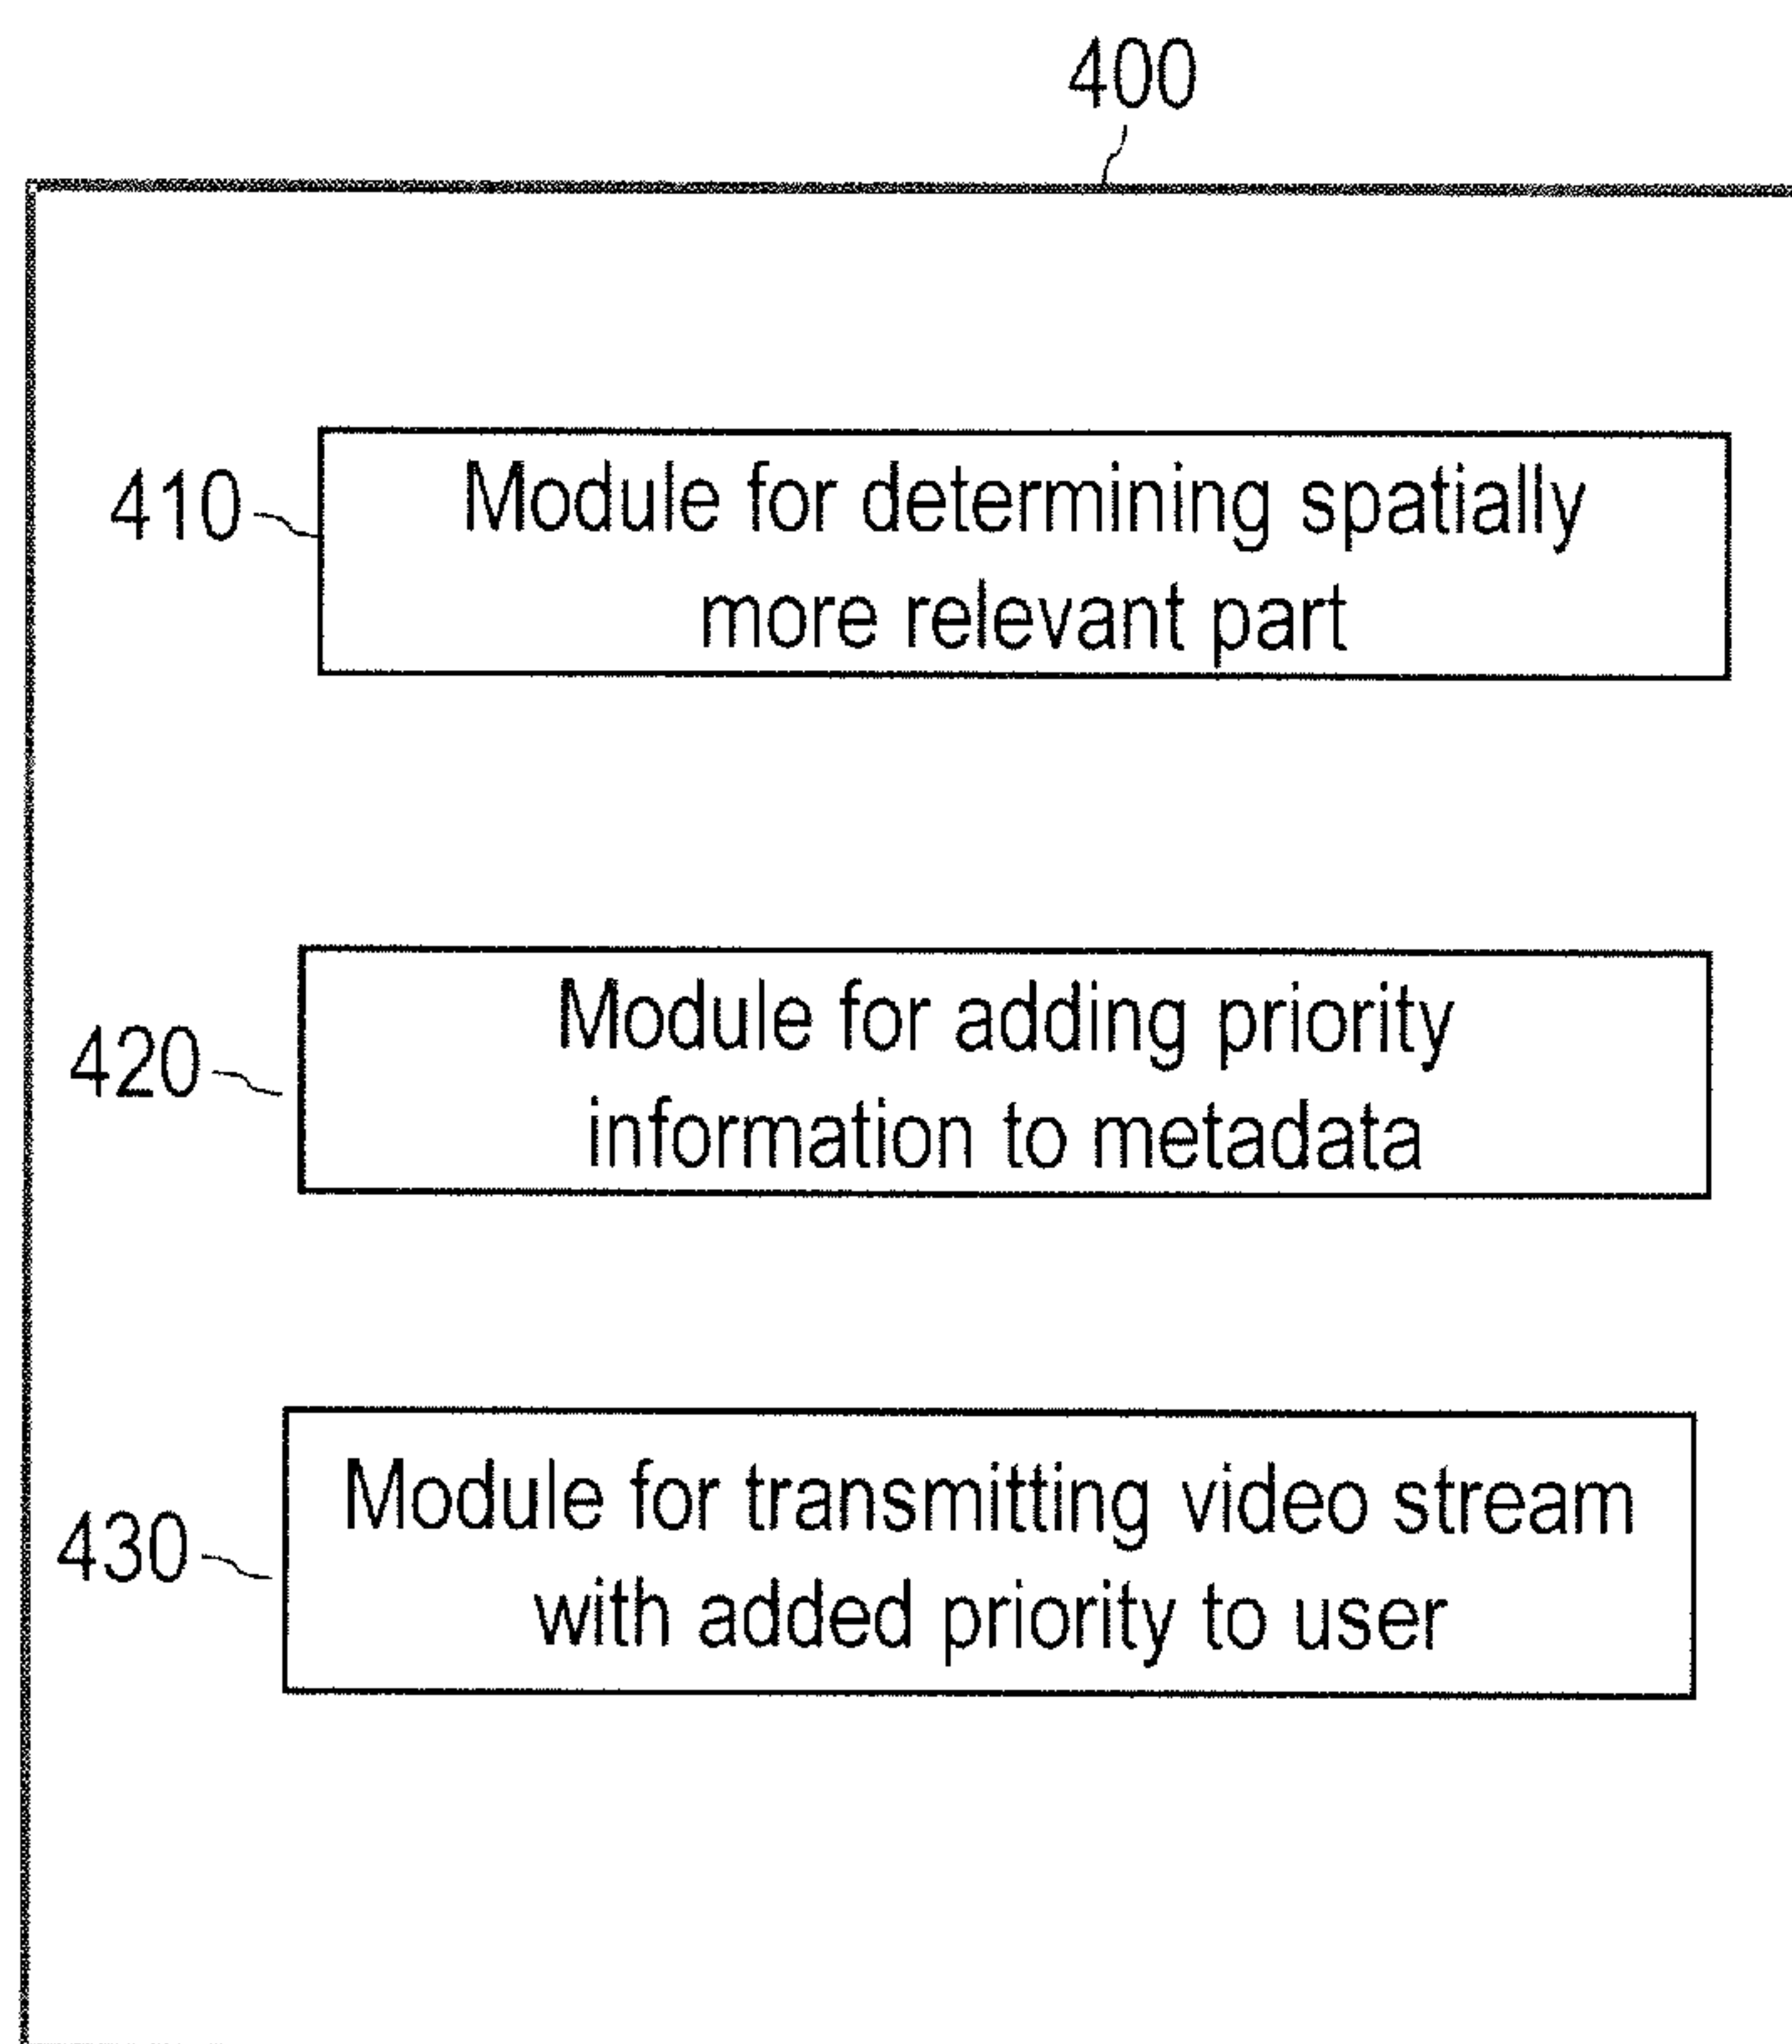 400
410
Module for determining spatially
more relevant part
420
Module for adding priority
information to metadata
430
Module for transmitting video stream
with added priority to user